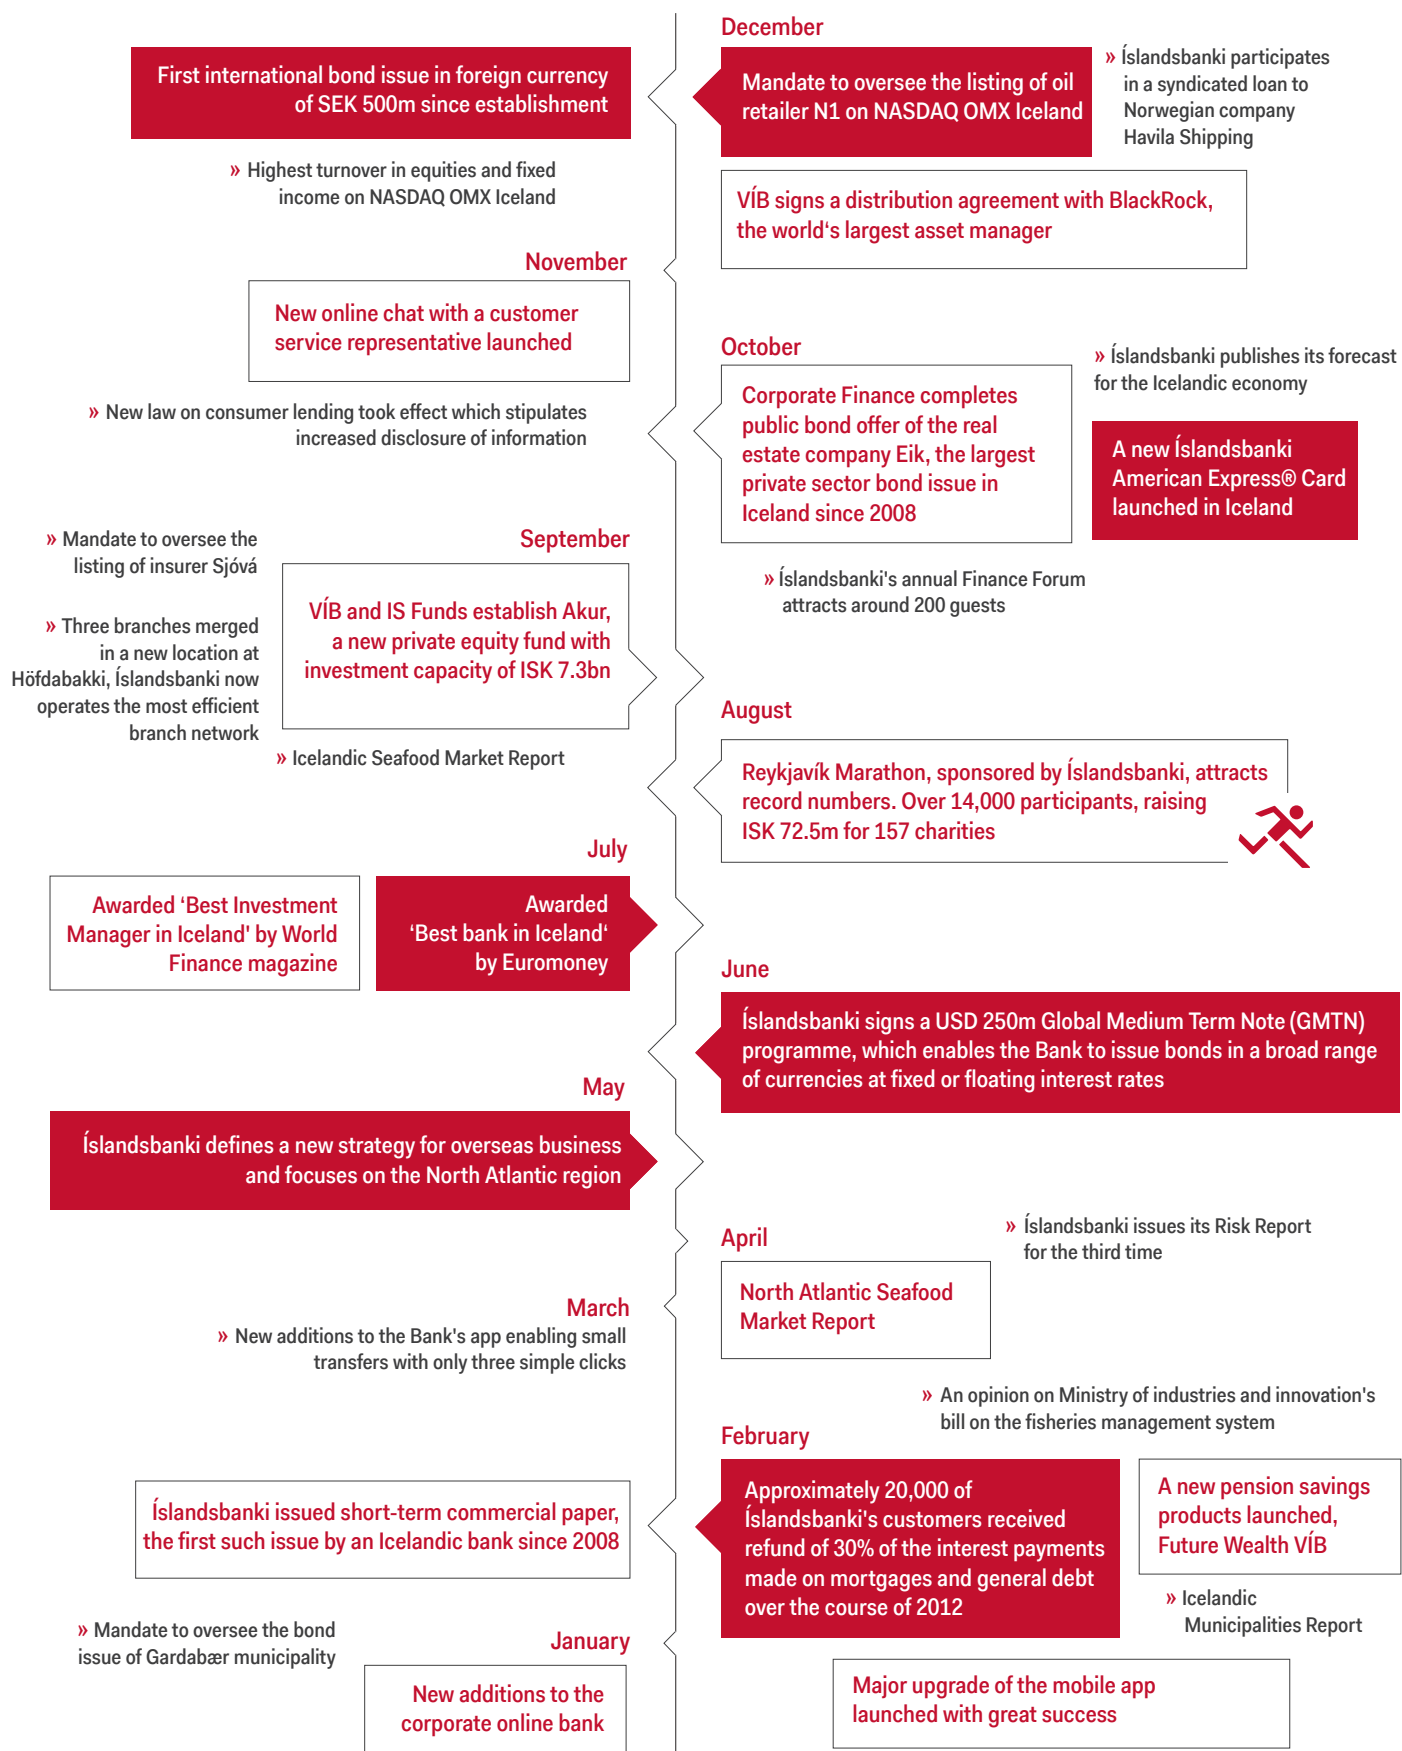 December
First international bond issue in foreign currency
of SEK 500m since establishment
Mandate to oversee the listing of oil
retailer N1 on NASDAQ OMX Iceland
» Íslandsbanki participates
in a syndicated loan to
Norwegian company
Havila Shipping
» Highest turnover in equities and fixed
income on NASDAQ OMX Iceland
VÍB signs a distribution agreement with BlackRock,
the world‘s largest asset manager
November
New online chat with a customer
service representative launched
» New law on consumer lending took effect which stipulates
increased disclosure of information
October
Corporate Finance completes
public bond offer of the real
estate company Eik, the largest
private sector bond issue in
Iceland since 2008
» Íslandsbanki publishes its forecast
for the Icelandic economy
A new Íslandsbanki
American Express® Card
launched in Iceland
» Íslandsbanki's annual Finance Forum
attracts around 200 guests
September
» Mandate to oversee the
listing of insurer Sjóvá
» Three branches merged
in a new location at
Höfdabakki, Íslandsbanki now
operates the most efficient
branch network
VÍB and IS Funds establish Akur,
a new private equity fund with
investment capacity of ISK 7.3bn
» Icelandic Seafood Market Report
August
Reykjavík Marathon, sponsored by Íslandsbanki, attracts
record numbers. Over 14,000 participants, raising
ISK 72.5m for 157 charities
July
Awarded ‘Best Investment
Manager in Iceland' by World
Finance magazine
Awarded
‘Best bank in Iceland‘
by Euromoney
June
Íslandsbanki signs a USD 250m Global Medium Term Note (GMTN)
programme, which enables the Bank to issue bonds in a broad range
of currencies at fixed or floating interest rates
May
Íslandsbanki defines a new strategy for overseas business
and focuses on the North Atlantic region
April
» Íslandsbanki issues its Risk Report
for the third time
North Atlantic Seafood
Market Report
March
» New additions to the Bank's app enabling small
transfers with only three simple clicks
» An opinion on Ministry of industries and innovation's
bill on the fisheries management system
February
Íslandsbanki issued short-term commercial paper,
the first such issue by an Icelandic bank since 2008
Approximately 20,000 of
Íslandsbanki's customers received
refund of 30% of the interest payments
made on mortgages and general debt
over the course of 2012
A new pension savings
products launched,
Future Wealth VÍB
» Icelandic
Municipalities Report
» Mandate to oversee the bond
issue of Gardabær municipality
January
New additions to the
corporate online bank
Major upgrade of the mobile app
launched with great success